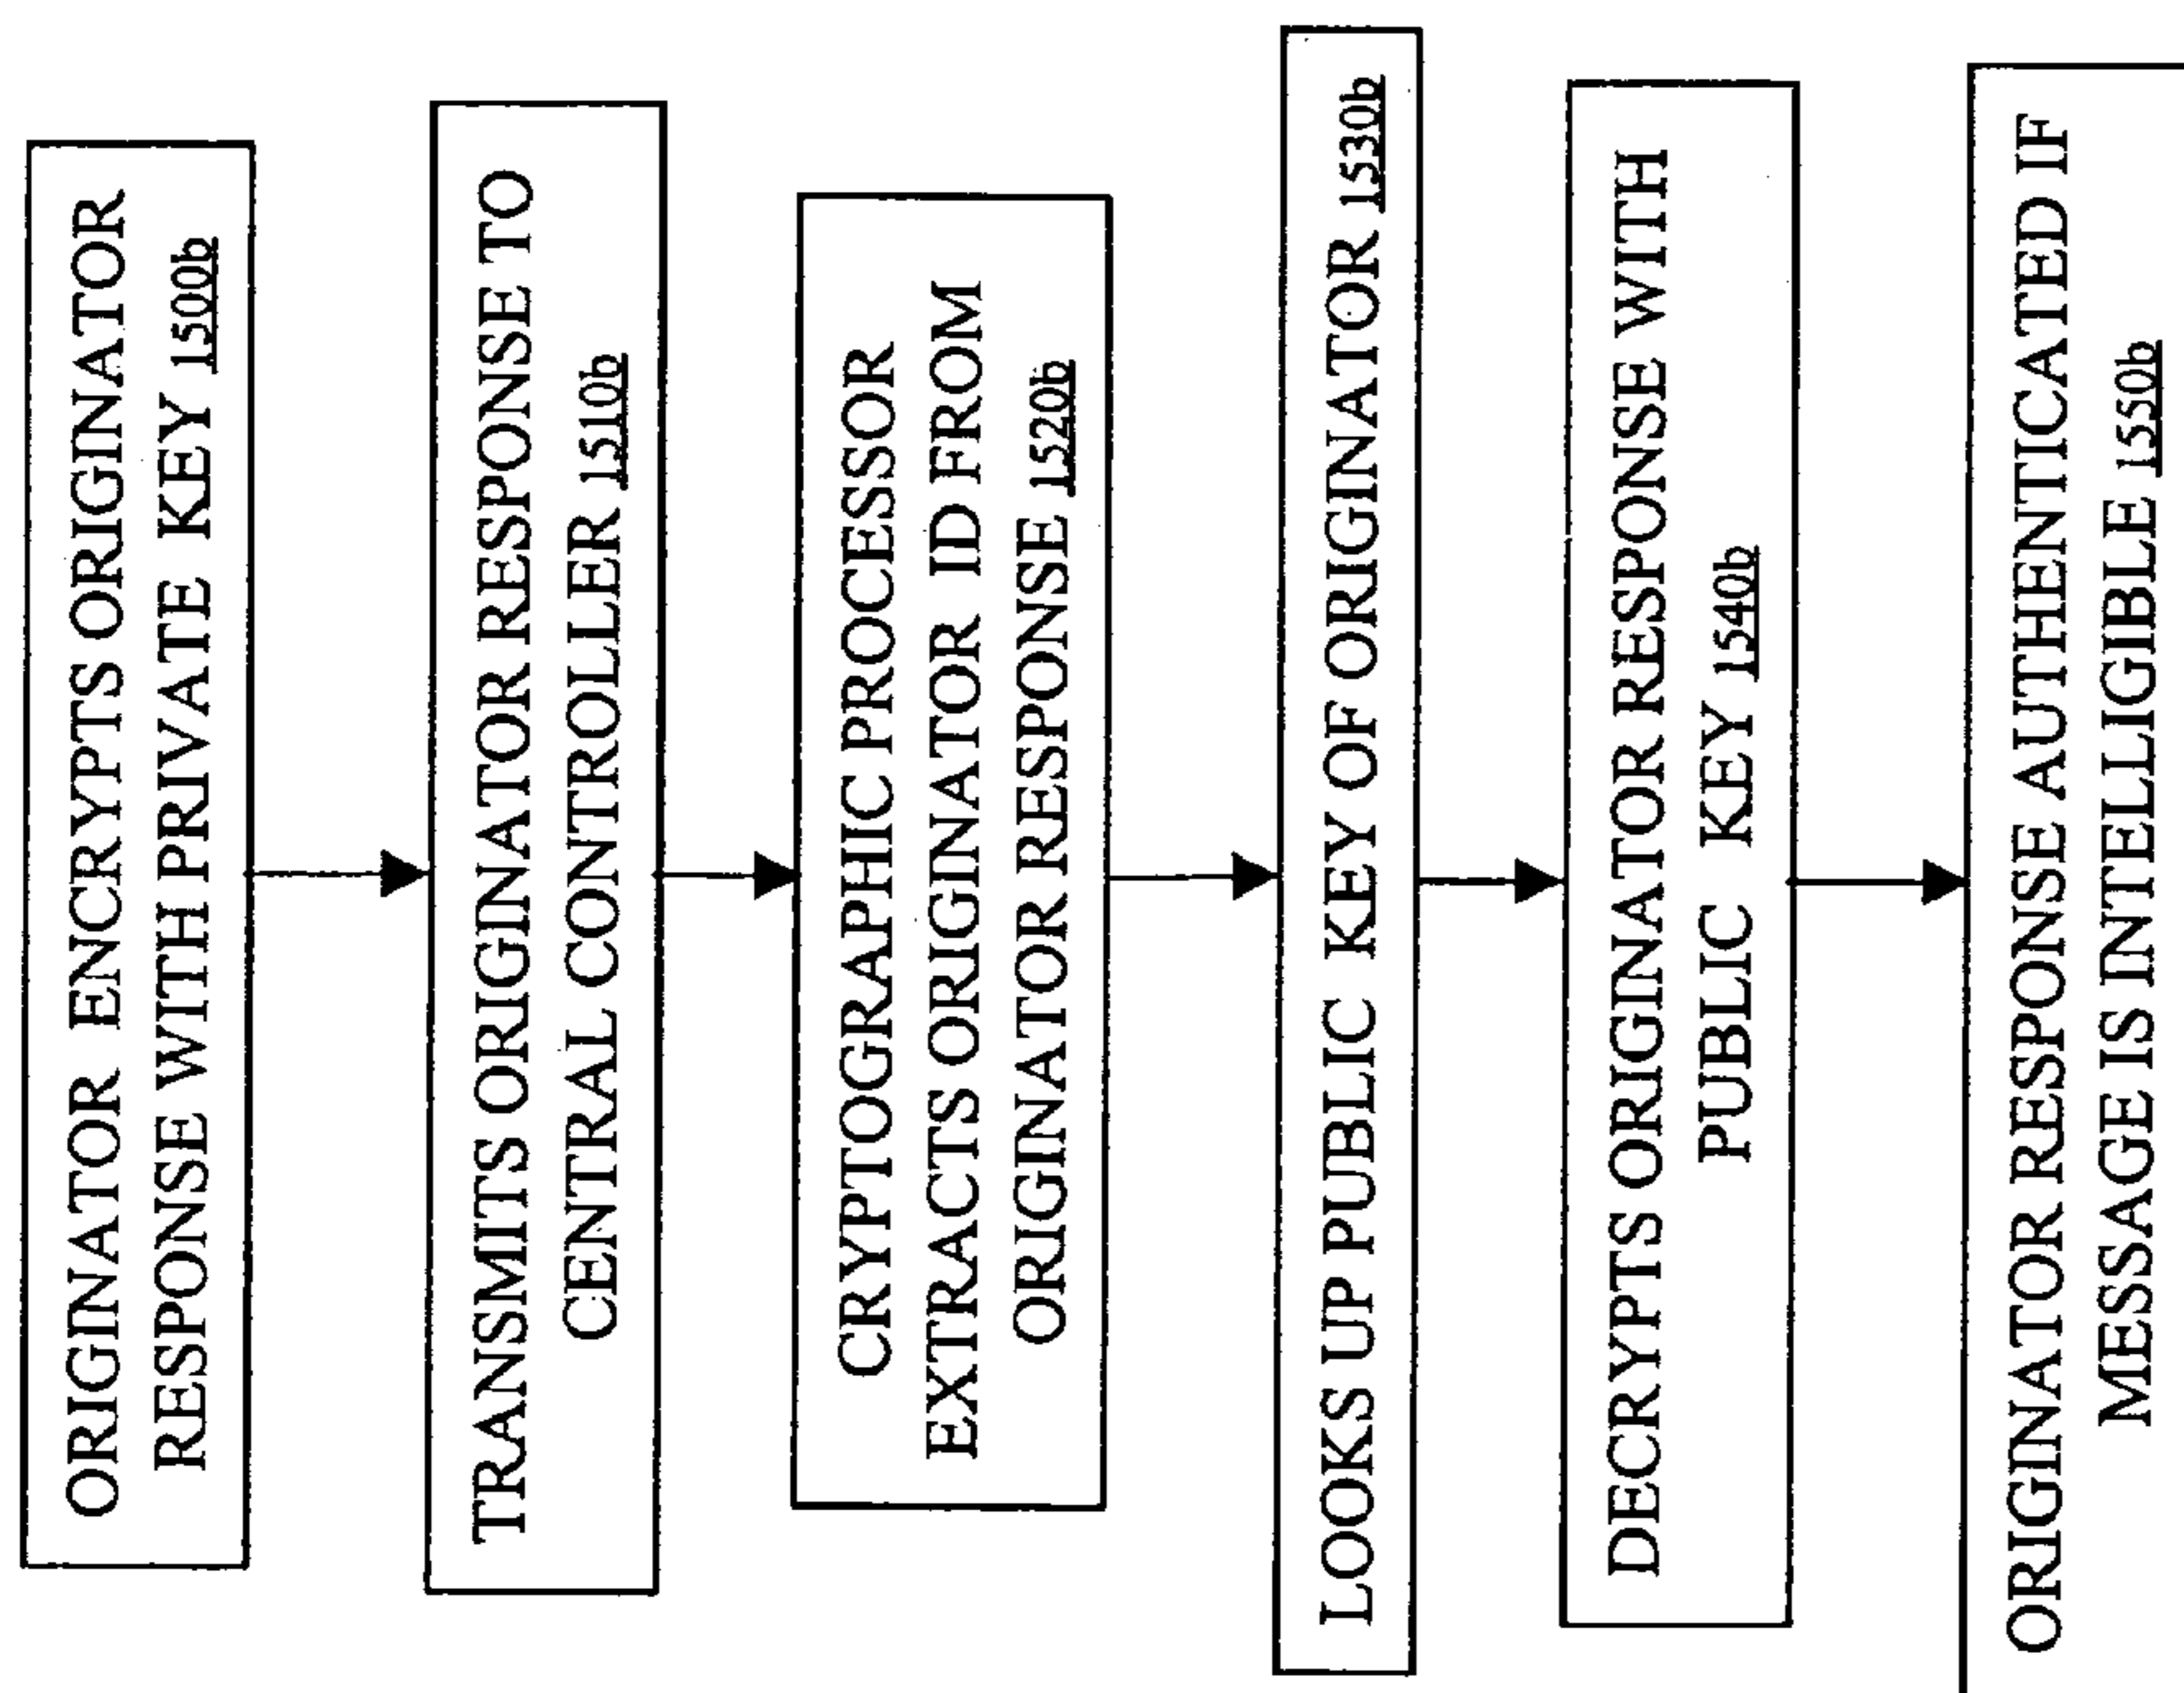 ORIGINATOR ENCRYPTS ORIGINATOR
RESPONSE WITH PRIVATE KEY 1500b
TRANSMITS ORIGINATOR RESPONSE TO
CENTRAL CONTROLLER 1510b
CRYPTOGRAPHIC PROCESSOR
EXTRACTS ORIGINATOR ID FROM
ORIGINATOR RESPONSE 1520b
LOOKS UP PUBLIC KEY OF ORIGINATOR 1530b
DECRYPTS ORIGINATOR RESPONSE WITH
PUBLIC KEY 1540b
ORIGINATOR RESPONSE AUTHENTICATED IF
MESSAGE IS INTELLIGIBLE 1550b